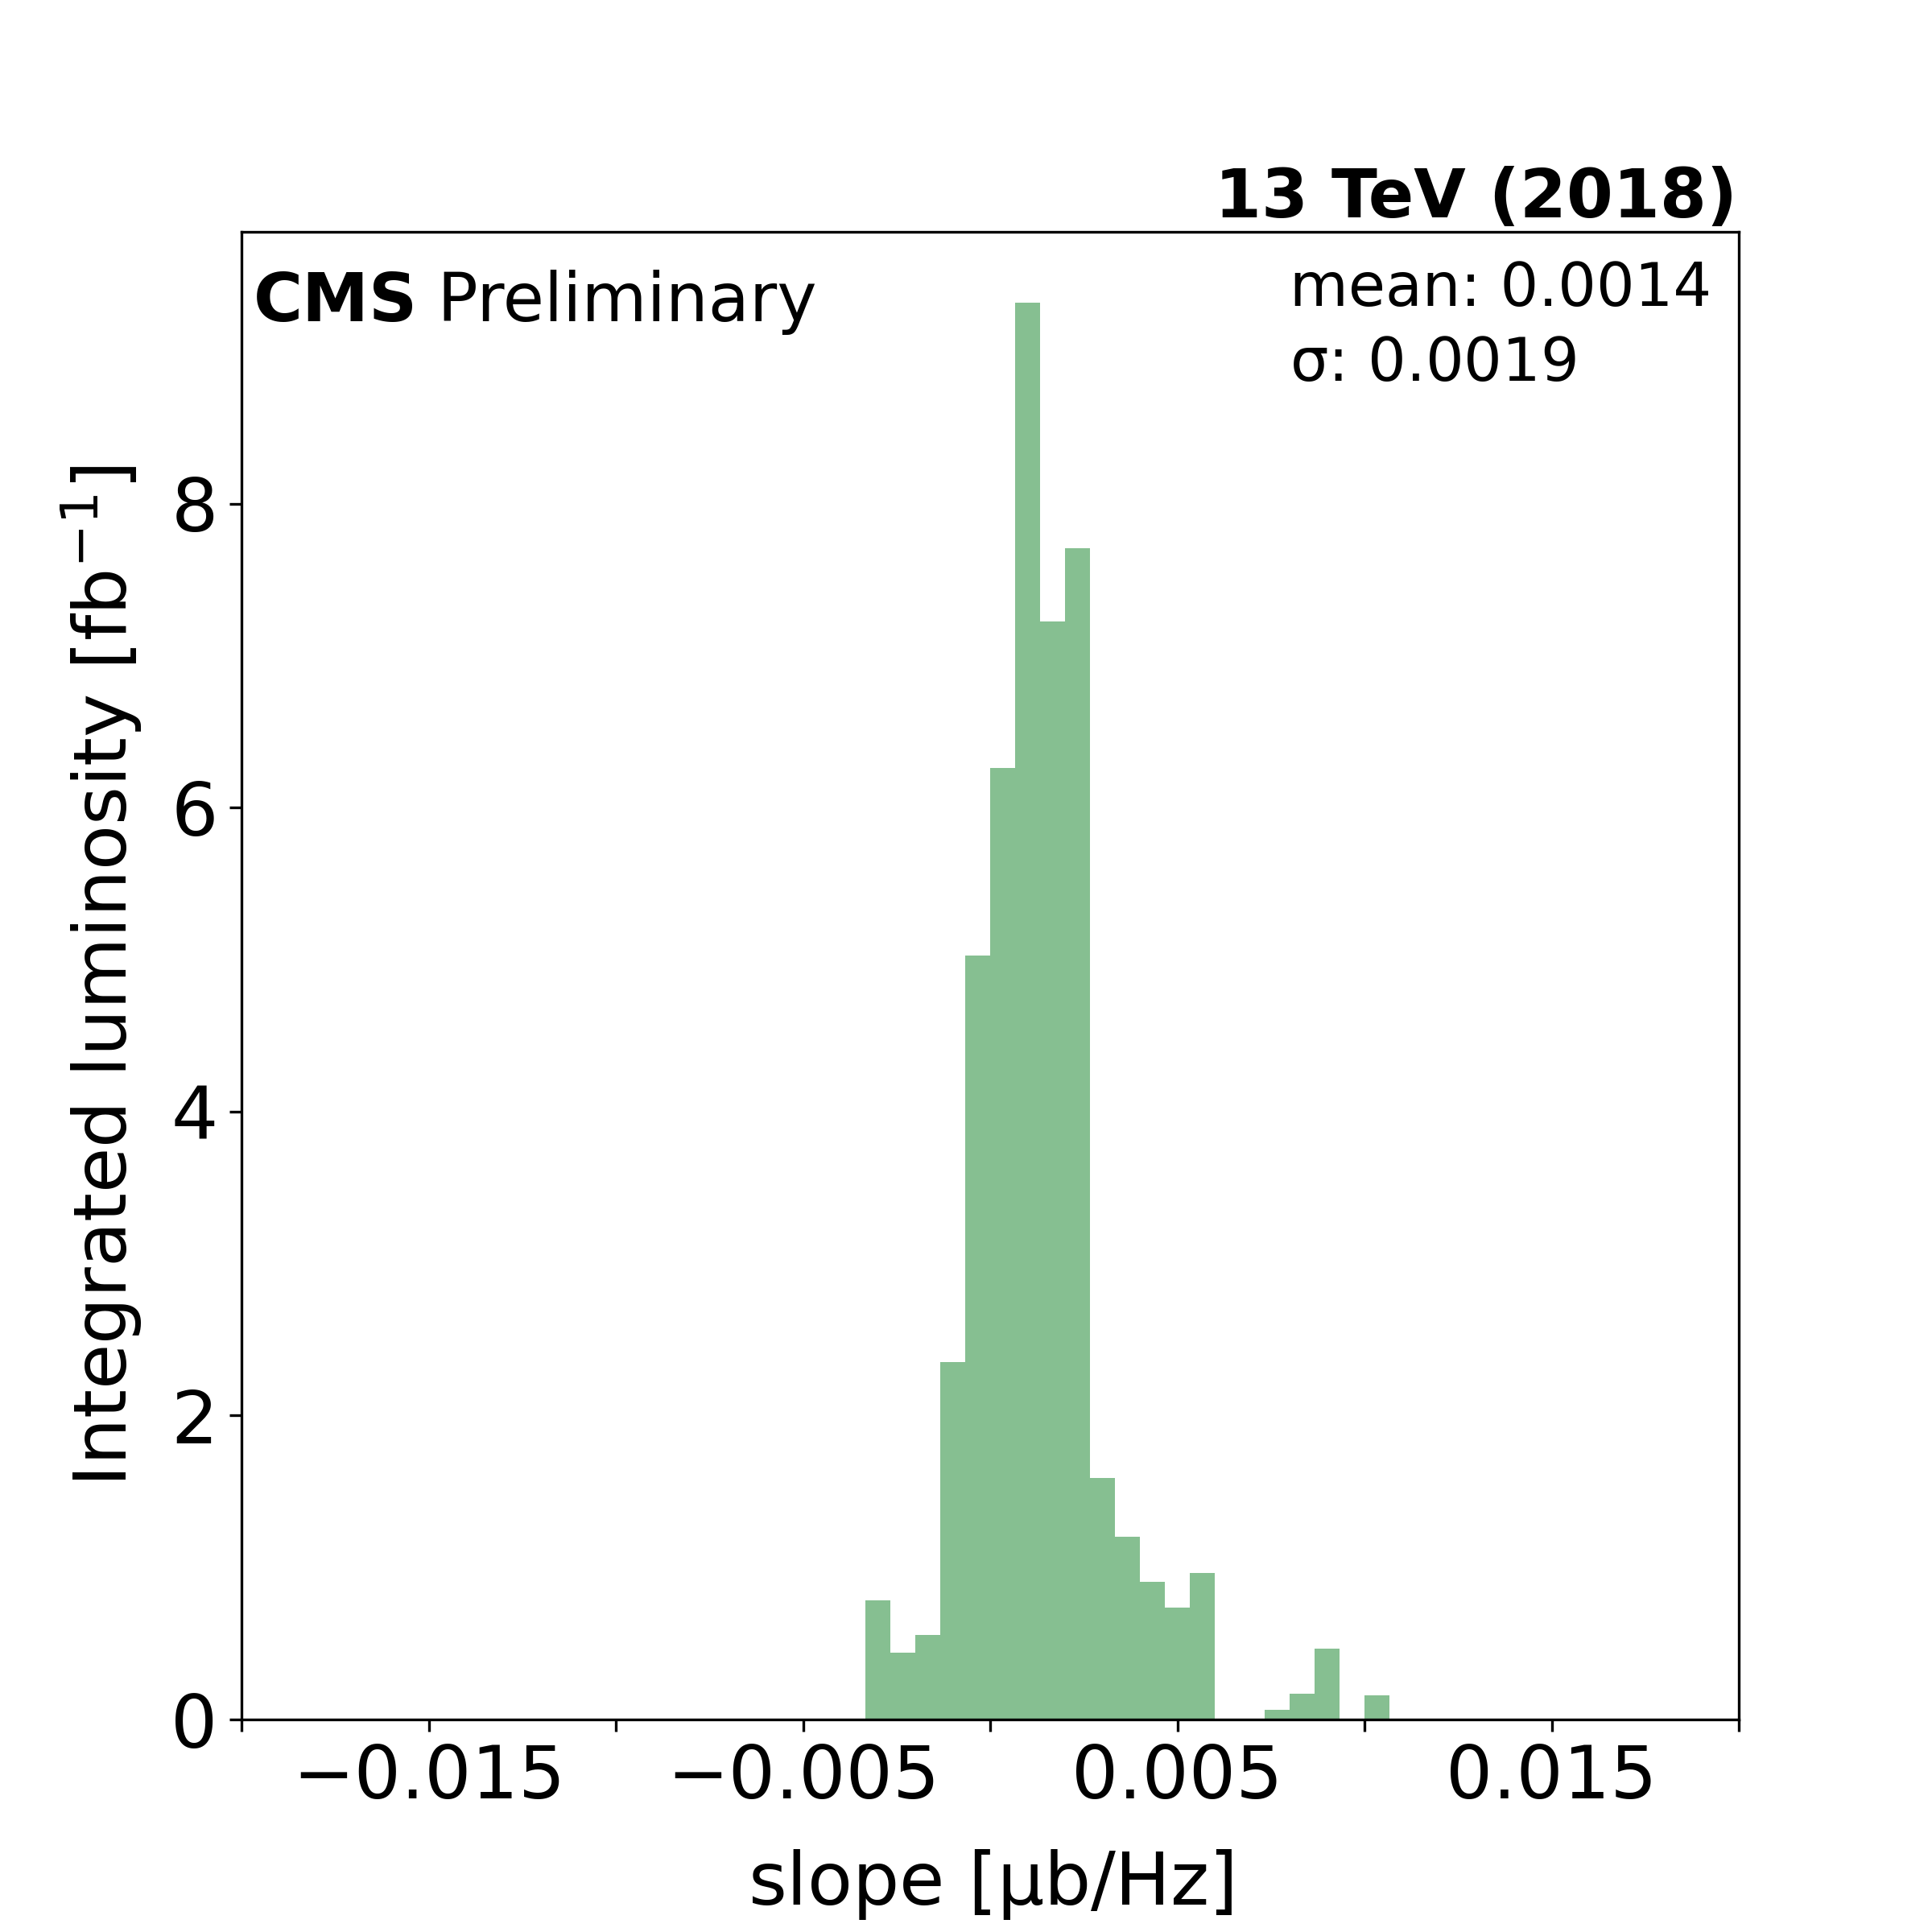 13 TeV (2018)
CMS Preliminary
mean: 0.0014
σ: 0.0019
Integrated luminosity [fb⁻¹]
8
6
4
2
0
−0.015 −0.005 0.005 0.015
slope [µb/Hz]